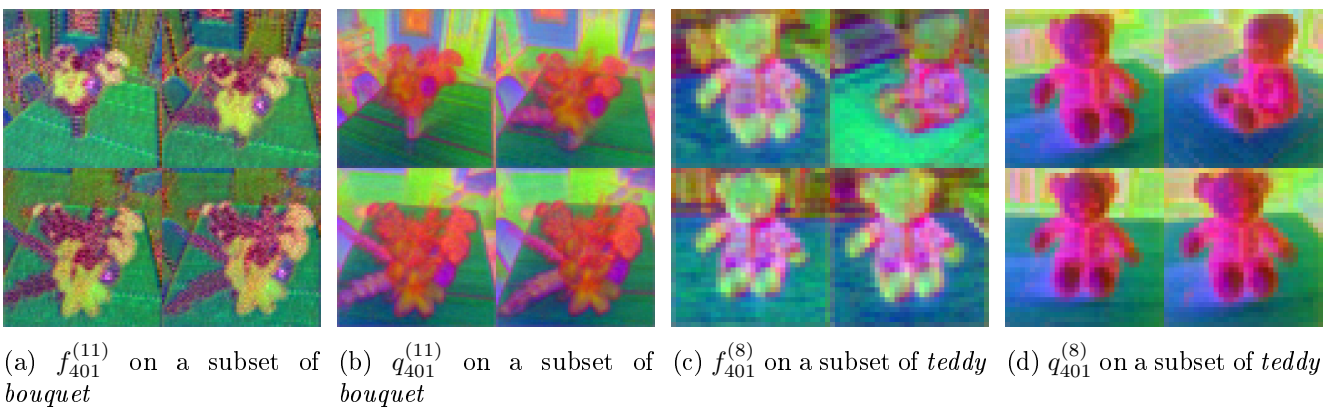 (a) $f_{401}^{(11)}$ on a subset of
bouquet
(b) $q_{401}^{(11)}$ on a subset of
bouquet
(c) $f_{401}^{(8)}$ on a subset of teddy
(d) $q_{401}^{(8)}$ on a subset of teddy